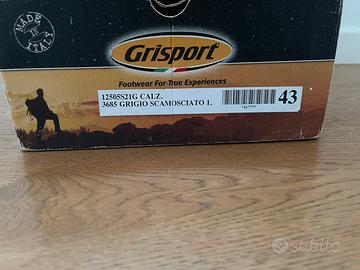 MADE
IN
ITALY
Grisport
Footwear For True Experiences
12505S21G CALZ.
3685 GRIGIO SCAMOSCIATO 1,
43
subito